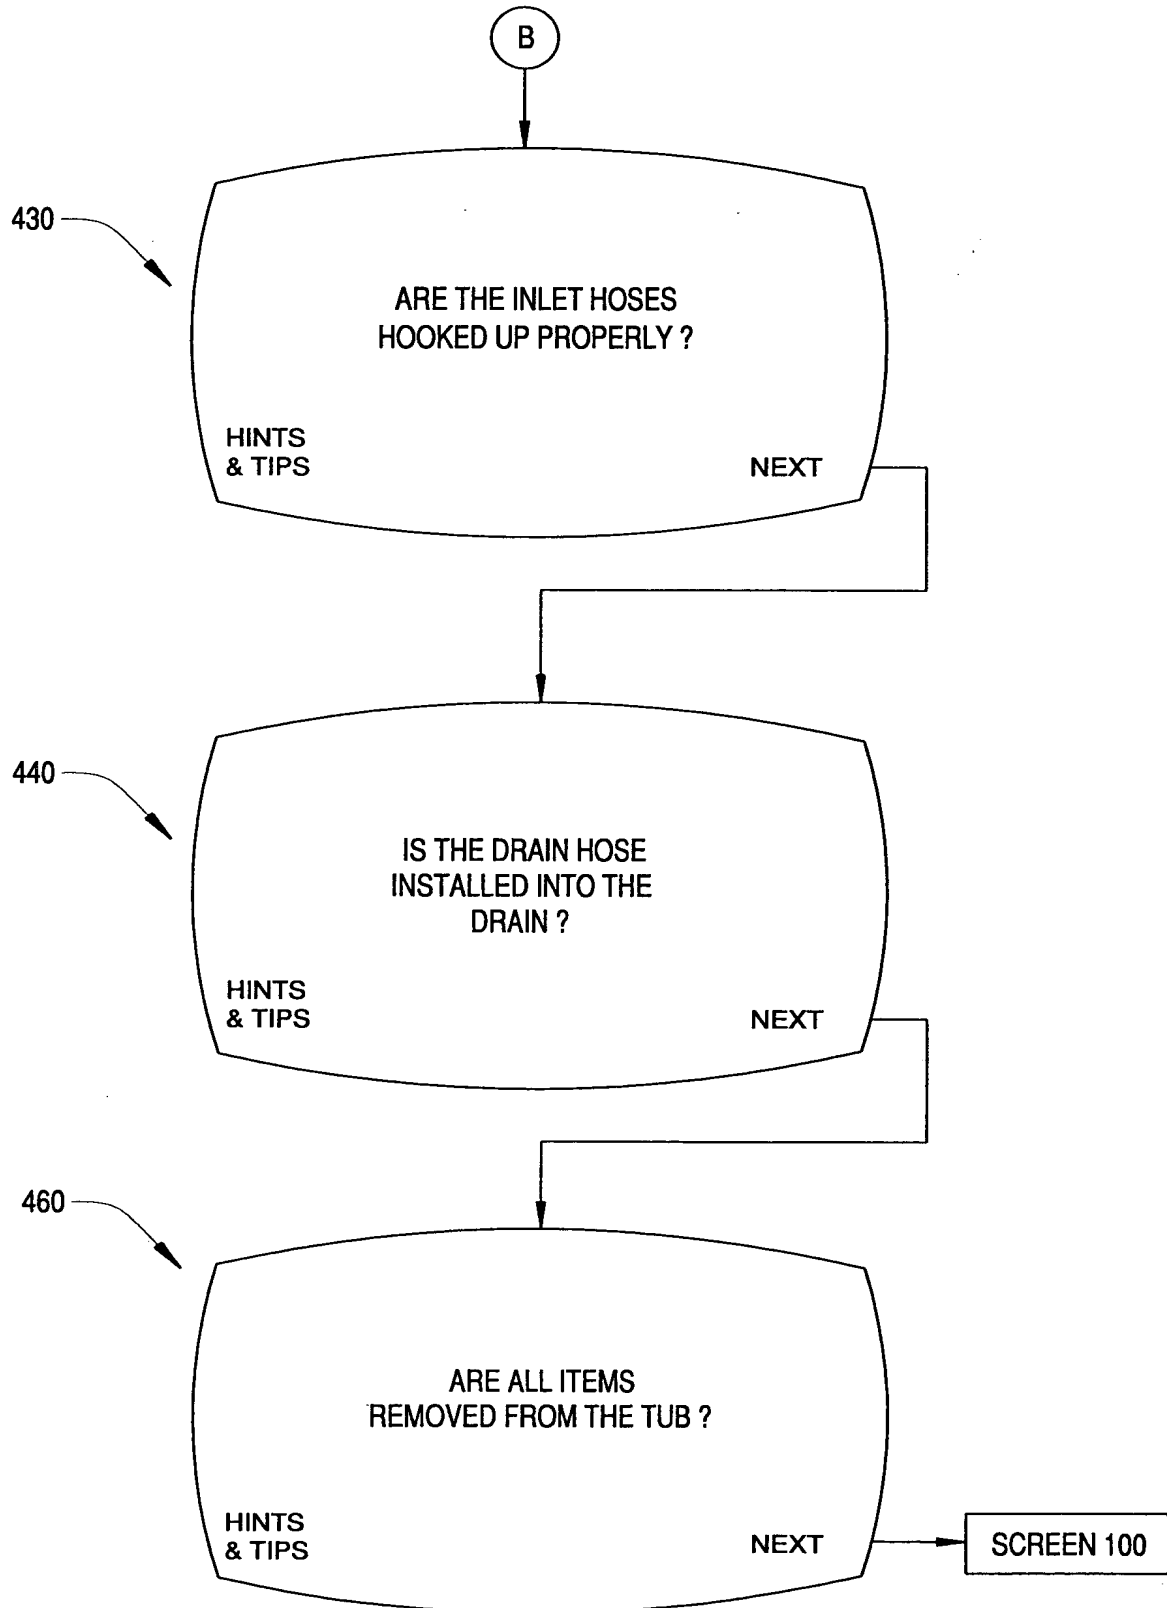 B
430
ARE THE INLET HOSES
HOOKED UP PROPERLY ?
HINTS
& TIPS
NEXT
440
IS THE DRAIN HOSE
INSTALLED INTO THE
DRAIN ?
HINTS
& TIPS
NEXT
460
ARE ALL ITEMS
REMOVED FROM THE TUB ?
HINTS
& TIPS
NEXT
SCREEN 100